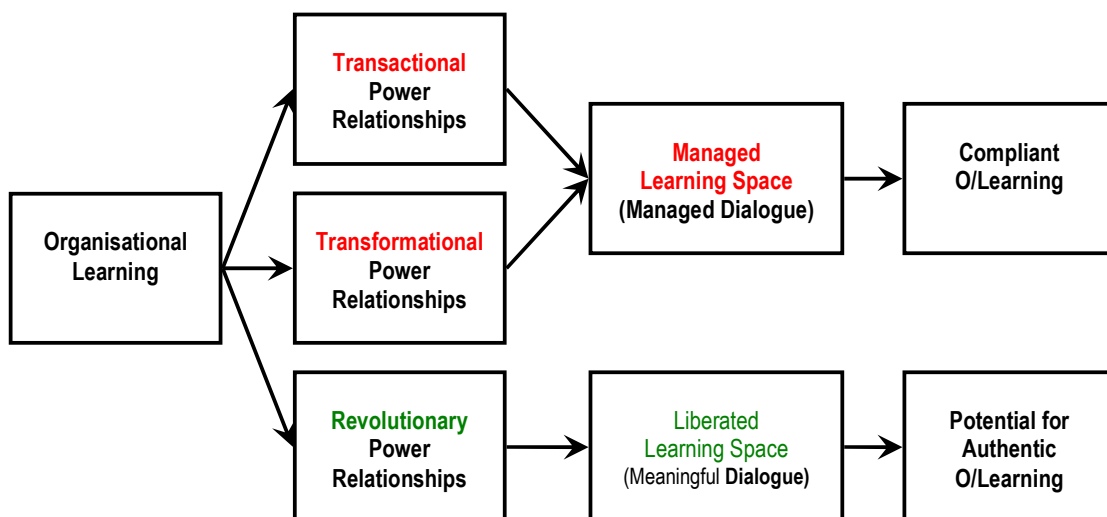 Organisational
Learning
Transactional
Power
Relationships
Transformational
Power
Relationships
Revolutionary
Power
Relationships
Managed
Learning Space
(Managed Dialogue)
Liberated
Learning Space
(Meaningful Dialogue)
Compliant
O/Learning
Potential for
Authentic
O/Learning